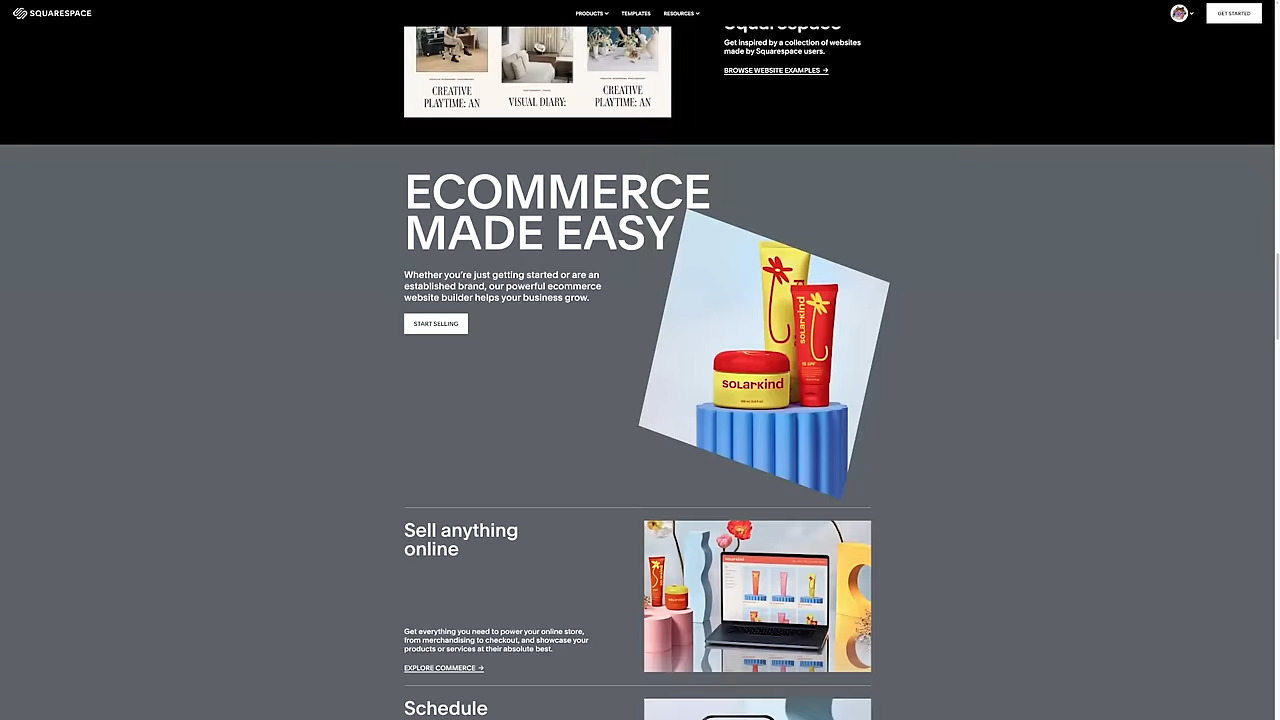 SQUARESPACE
PRODUCTS
TEMPLATES
RESOURCES
GET STARTED
CREATIVE
PLAYTIME: AN
VISUAL DIARY:
CREATIVE
PLAYTIME: AN
Squarespace
Get inspired by a collection of websites
made by Squarespace users.
BROWSE WEBSITE EXAMPLES →
ECOMMERCE
MADE EASY
Whether you're just getting started or are an
established brand, our powerful ecommerce
website builder helps your business grow.
START SELLING
solarkind
solarkind
Sell anything
online
Get everything you need to power your online store,
from merchandising to checkout, and showcase your
products or services at their absolute best.
EXPLORE COMMERCE →
Schedule